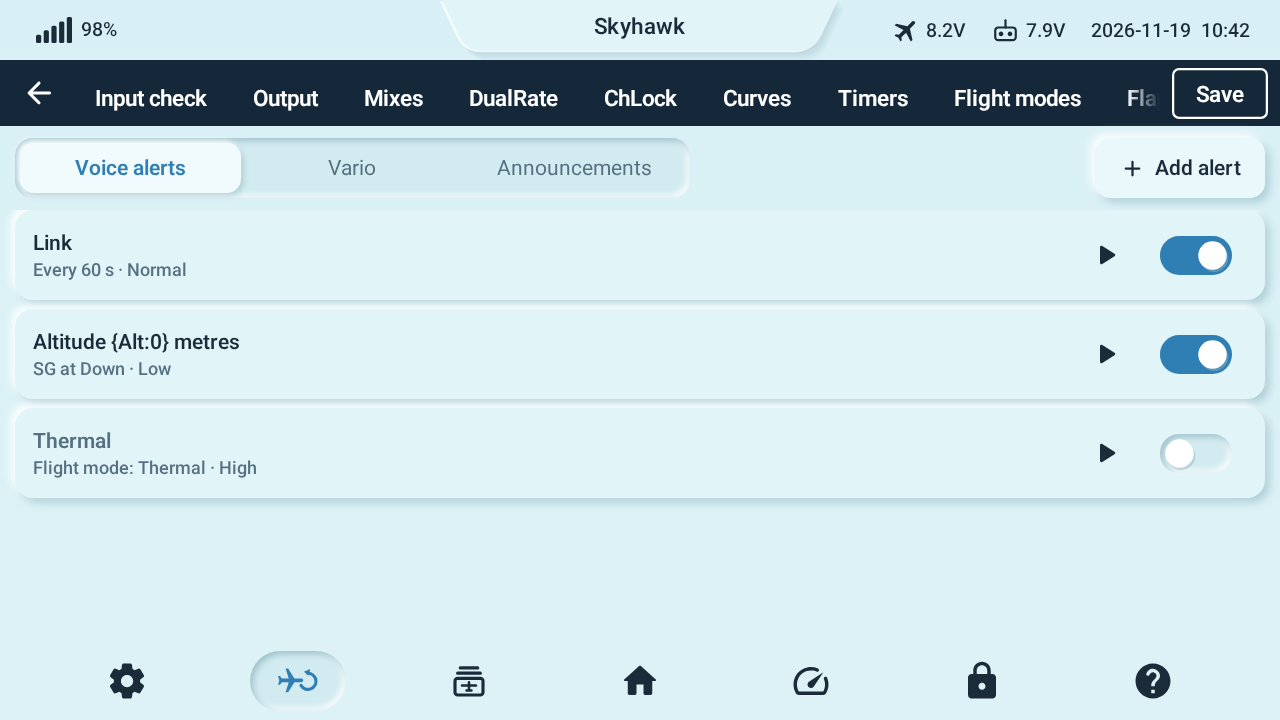 98%
Skyhawk
8.2V
7.9V
2026-11-19 10:42
Input check
Output
Mixes
DualRate
ChLock
Curves
Timers
Flight modes
Fla
Save
Voice alerts
Vario
Announcements
+ Add alert
Link
Every 60 s · Normal
Altitude {Alt:0} metres
SG at Down · Low
Thermal
Flight mode: Thermal · High